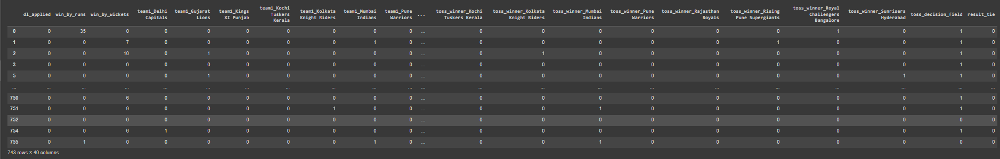 dl_applied win_by_runs win_by_wickets team1_Delhi Capitals team1_Gujarat Lions team1_Kings XI Punjab team1_Kochi Tuskers Kerala team1_Kolkata Knight Riders team1_Mumbai Indians team1_Pune Warriors ... toss_winner_Kochi Tuskers Kerala toss_winner_Kolkata Knight Riders toss_winner_Mumbai Indians toss_winner_Pune Warriors toss_winner_Rajasthan Royals toss_winner_Rising Pune Supergiants toss_winner_Royal Challengers Bangalore toss_winner_Sunrisers Hyderabad toss_decision_field result_tie
0 0 35 0 0 0 0 0 0 0 0 ... 0 0 0 0 0 0 1 0 1 0
1 0 0 7 0 0 0 0 0 1 0 ... 0 0 0 0 0 1 0 0 1 0
2 0 0 10 0 1 0 0 0 0 0 ... 0 1 0 0 0 0 0 0 1 0
3 0 0 6 0 0 0 0 0 0 0 ... 0 0 0 0 0 0 0 0 1 0
5 0 0 9 0 1 0 0 0 0 0 ... 0 0 0 0 0 0 0 1 1 0
... ... ... ... ... ... ... ... ... ... ... ... ... ... ... ... ... ... ... ... ... ...
750 0 0 6 0 0 0 0 0 0 0 ... 0 0 0 0 0 0 0 0 1 0
751 0 0 9 0 0 0 0 1 0 0 ... 0 0 1 0 0 0 0 0 1 0
752 0 0 6 0 0 0 0 0 0 0 ... 0 0 0 0 0 0 0 0 0 0
754 0 0 6 1 0 0 0 0 0 0 ... 0 0 0 0 0 0 0 0 1 0
755 0 1 0 0 0 0 0 0 1 0 ... 0 0 1 0 0 0 0 0 0 0
743 rows × 40 columns